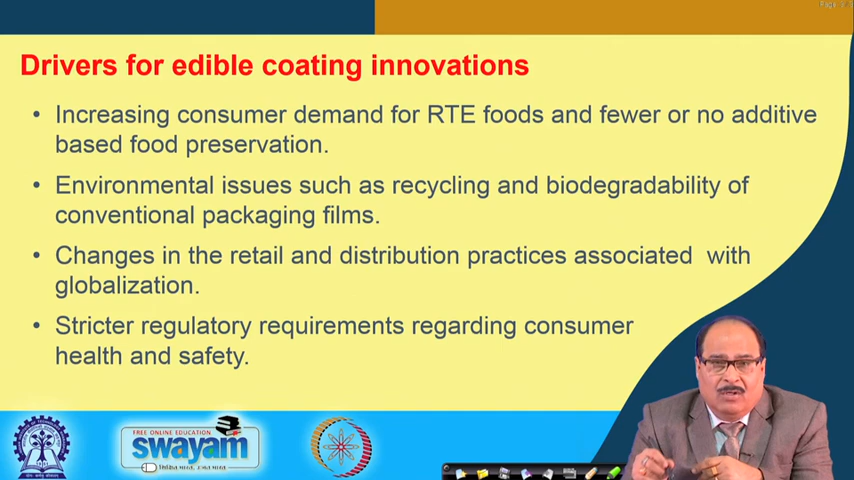 Drivers for edible coating innovations
• Increasing consumer demand for RTE foods and fewer or no additive
based food preservation.
• Environmental issues such as recycling and biodegradability of
conventional packaging films.
• Changes in the retail and distribution practices associated with
globalization.
• Stricter regulatory requirements regarding consumer
health and safety.
FREE ONLINE EDUCATION
swayam